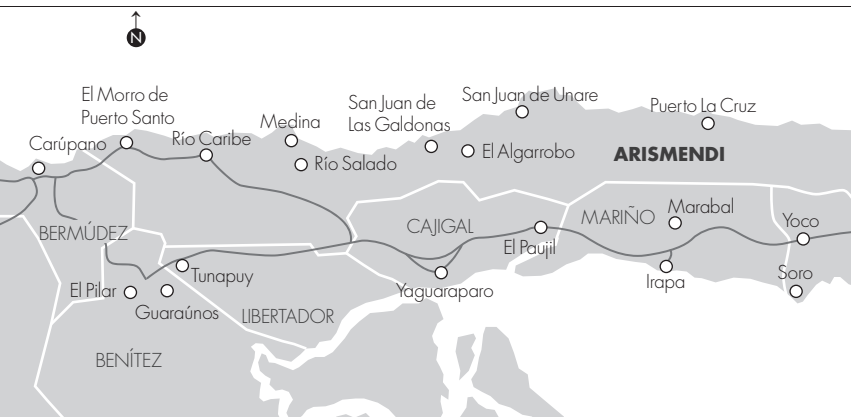 N
El Morro de
Puerto Santo
San Juan de
Las Galdonas
San Juan de Unare
Puerto La Cruz
Carúpano
Río Caribe
Medina
Río Salado
El Algarrobo
ARISMENDI
BERMÚDEZ
CAJIGAL
MARIÑO
Marabal
Yoco
El Paujil
Tunapuy
El Pilar
Guaraúnos
LIBERTADOR
Yaguaraparo
Irapa
Soro
BENÍTEZ